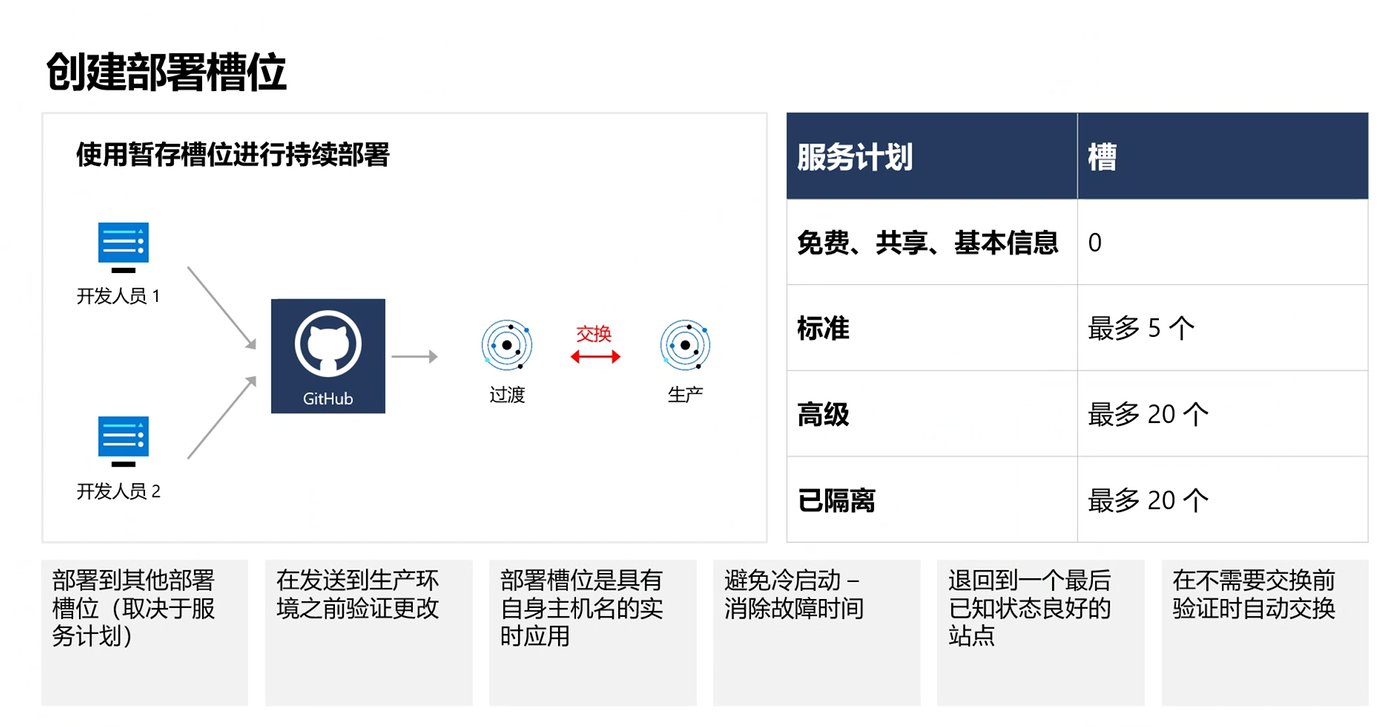 创建部署槽位
使用暂存槽位进行持续部署
开发人员 1
GitHub
过渡
交换
生产
开发人员 2
服务计划 槽
免费、共享、基本信息 0
标准 最多 5 个
高级 最多 20 个
已隔离 最多 20 个
部署到其他部署
槽位（取决于服
务计划）
在发送到生产环
境之前验证更改
部署槽位是具有
自身主机名的实
时应用
避免冷启动 –
消除故障时间
退回到一个最后
已知状态良好的
站点
在不需要交换前
验证时自动交换